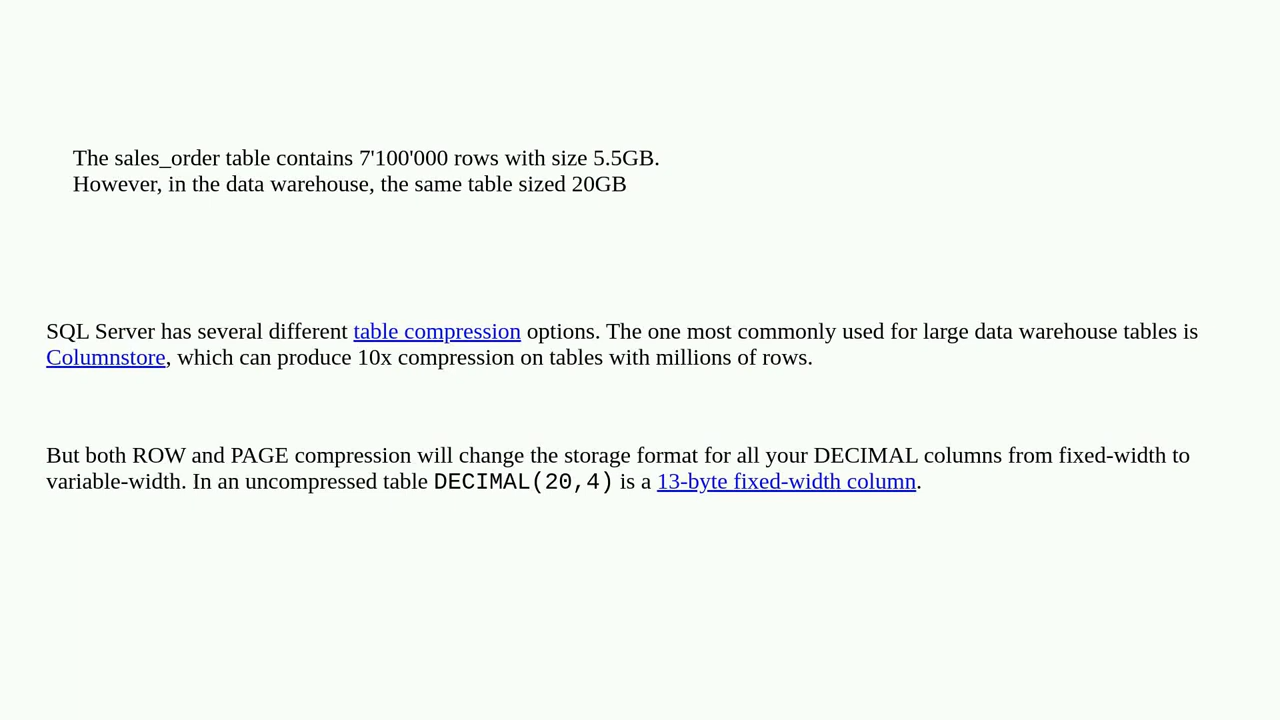 The sales_order table contains 7'100'000 rows with size 5.5GB.
However, in the data warehouse, the same table sized 20GB
SQL Server has several different table compression options. The one most commonly used for large data warehouse tables is
Columnstore, which can produce 10x compression on tables with millions of rows.
But both ROW and PAGE compression will change the storage format for all your DECIMAL columns from fixed-width to
variable-width. In an uncompressed table DECIMAL(20,4) is a 13-byte fixed-width column.